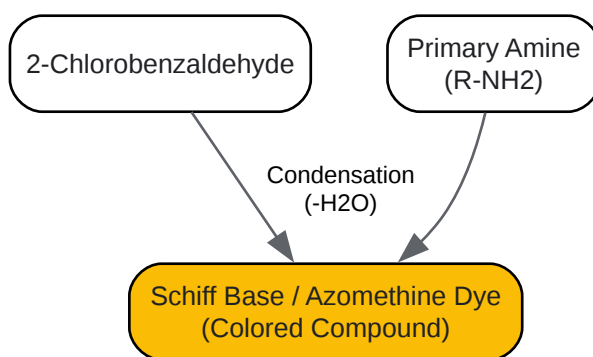 2-Chlorobenzaldehyde
Primary Amine
(R-NH2)
Condensation
(-H2O)
Schiff Base / Azomethine Dye
(Colored Compound)